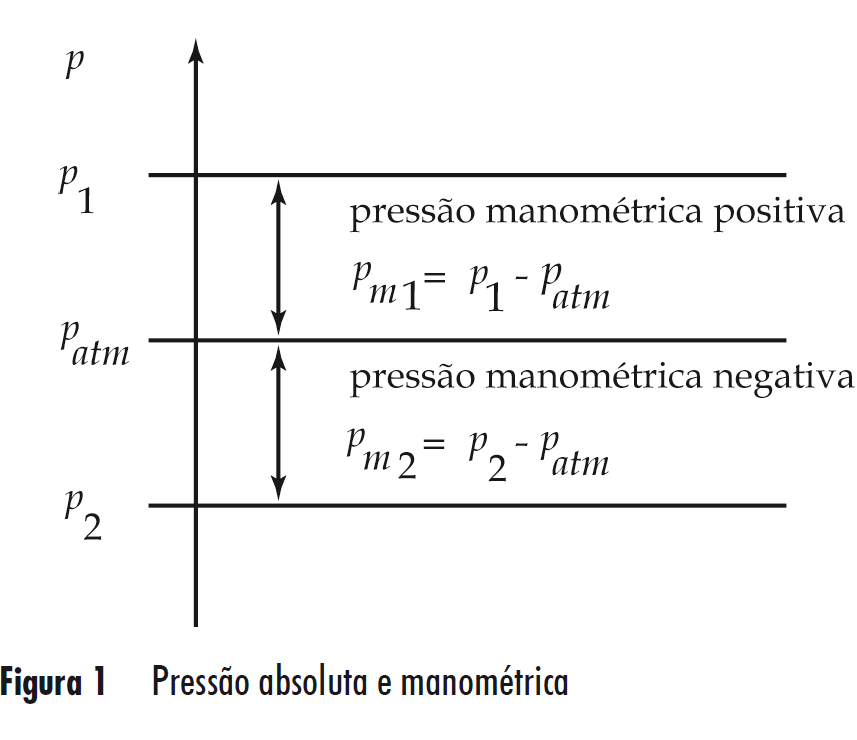 p
p1
pressão manométrica positiva
pm1 = p1 - patm
patm
pressão manométrica negativa
pm2 = p2 - patm
p2
Figura 1 Pressão absoluta e manométrica